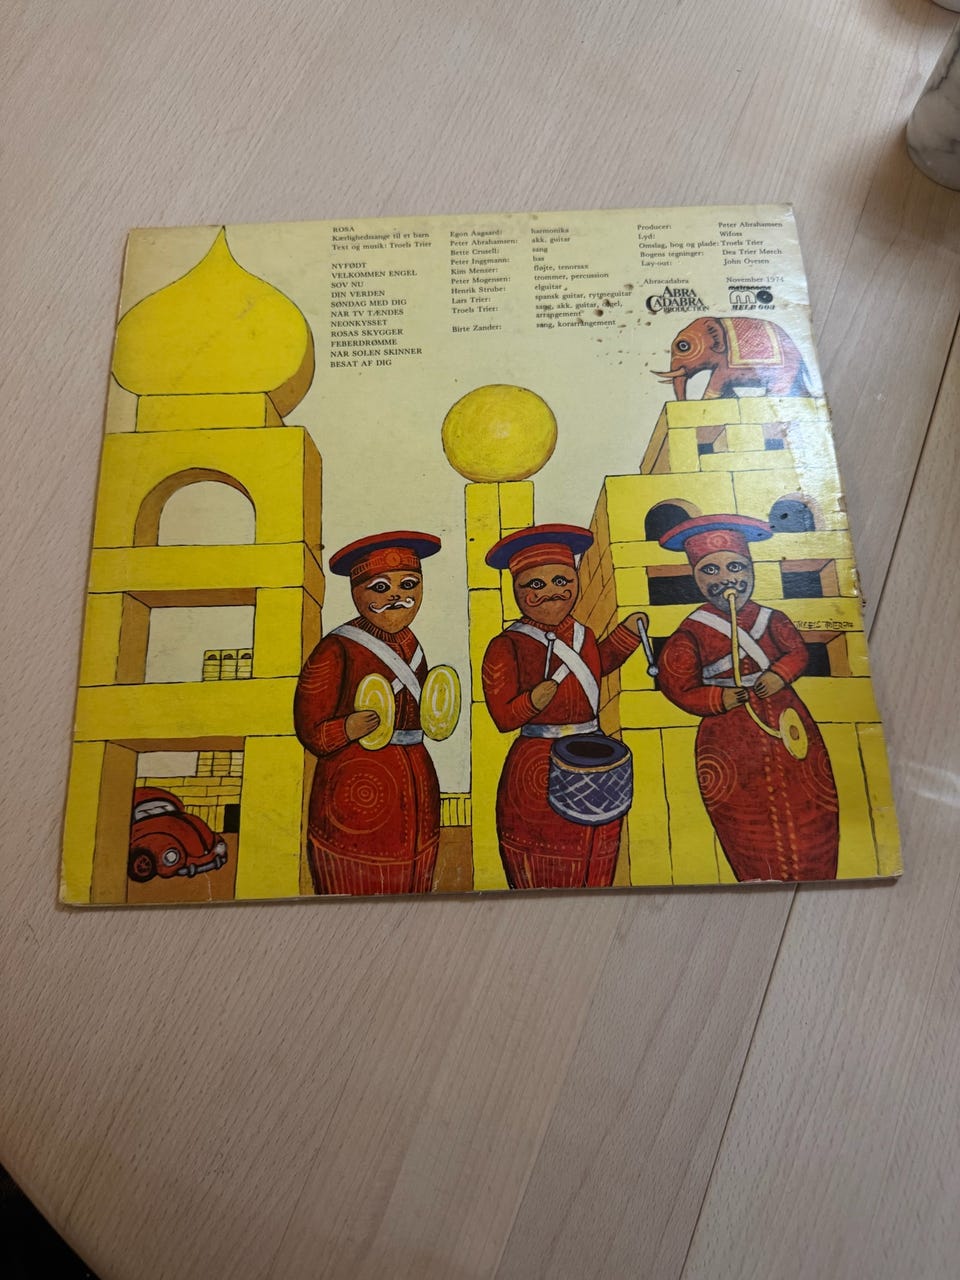 ROSA
Kærlighedssange til et barn
Text og musik: Troels Trier
NYFØDT
VELKOMMEN ENGEL
SOV NU
DIN VERDEN
SØNDAG MED DIG
NÅR TV TÆNDES
NEONKYSSET
ROSAS SKYGGER
FEBERDRØMME
NÅR SOLEN SKINNER
BESAT AF DIG
Egon Aagaard: harmonika
Peter Abrahamsen: akk. guitar
Bette Crusell: sang
Peter Ingemann: bas
Kim Menzer: fløjte, tenorsax
Peter Mogensen: trommer, percussion
Henrik Strube: elguitar
Lars Trier: spansk guitar, rytmeguitar
Troels Trier: sang, akk. guitar, orgel,
arrangement
Birte Zander: sang, korarrangement
Producer: Peter Abrahamsen
Lyd: Wifoss
Omslag, bog og plade: Troels Trier
Bogens tegninger: Dea Trier Mørch
Lay-out: John Ovesen
Abracadabra November 1974
ABRA
CADABRA
PRODUCTION
metronome
MELP 003
TROELS TRIER